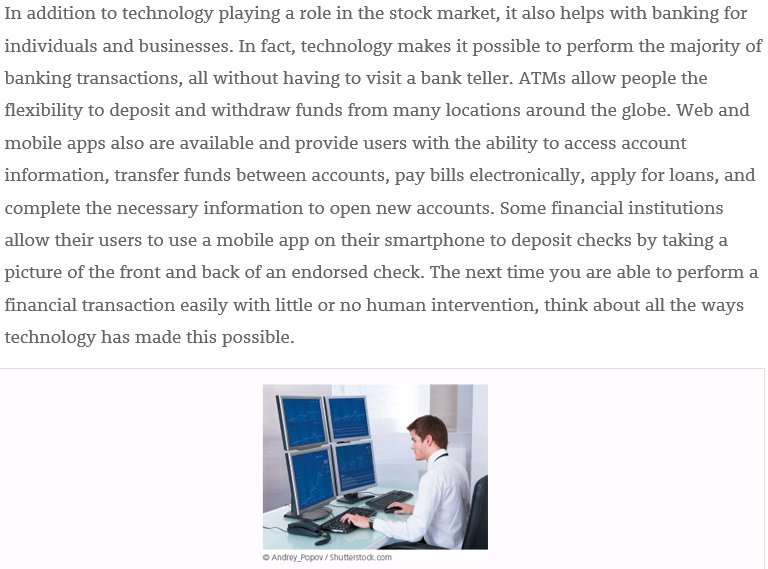 In addition to technology playing a role in the stock market, it also helps with banking for
individuals and businesses. In fact, technology makes it possible to perform the majority of
banking transactions, all without having to visit a bank teller. ATMs allow people the
flexibility to deposit and withdraw funds from many locations around the globe. Web and
mobile apps also are available and provide users with the ability to access account
information, transfer funds between accounts, pay bills electronically, apply for loans, and
complete the necessary information to open new accounts. Some financial institutions
allow their users to use a mobile app on their smartphone to deposit checks by taking a
picture of the front and back of an endorsed check. The next time you are able to perform a
financial transaction easily with little or no human intervention, think about all the ways
technology has made this possible.
© Andrey_Popov / Shutterstock.com